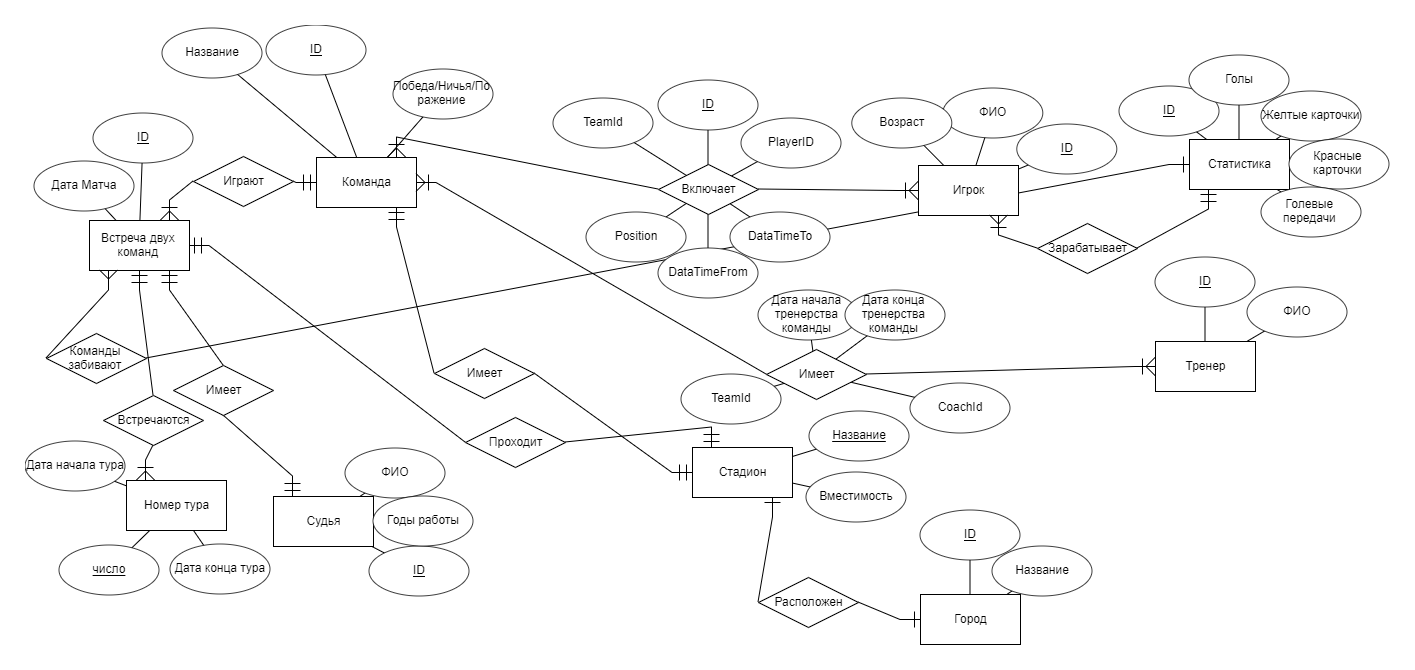 Название
ID
Победа/Ничья/По
ражение
ID
Дата Матча
Играют
Команда
Встреча двух
команд
TeamId
ID
PlayerID
Включает
Position
DataTimeTo
DataTimeFrom
Возраст
ФИО
ID
Игрок
Голы
ID
Желтые карточки
Статистика
Красные
карточки
Голевые
передачи
Зарабатывает
ID
ФИО
Тренер
Дата начала
тренерства
команды
Дата конца
тренерства
команды
Имеет
TeamId
CoachId
Команды
забивают
Имеет
Имеет
Встречаются
Проходит
Название
Стадион
Вместимость
Дата начала тура
Номер тура
число
Дата конца тура
ФИО
Судья
Годы работы
ID
ID
Название
Расположен
Город